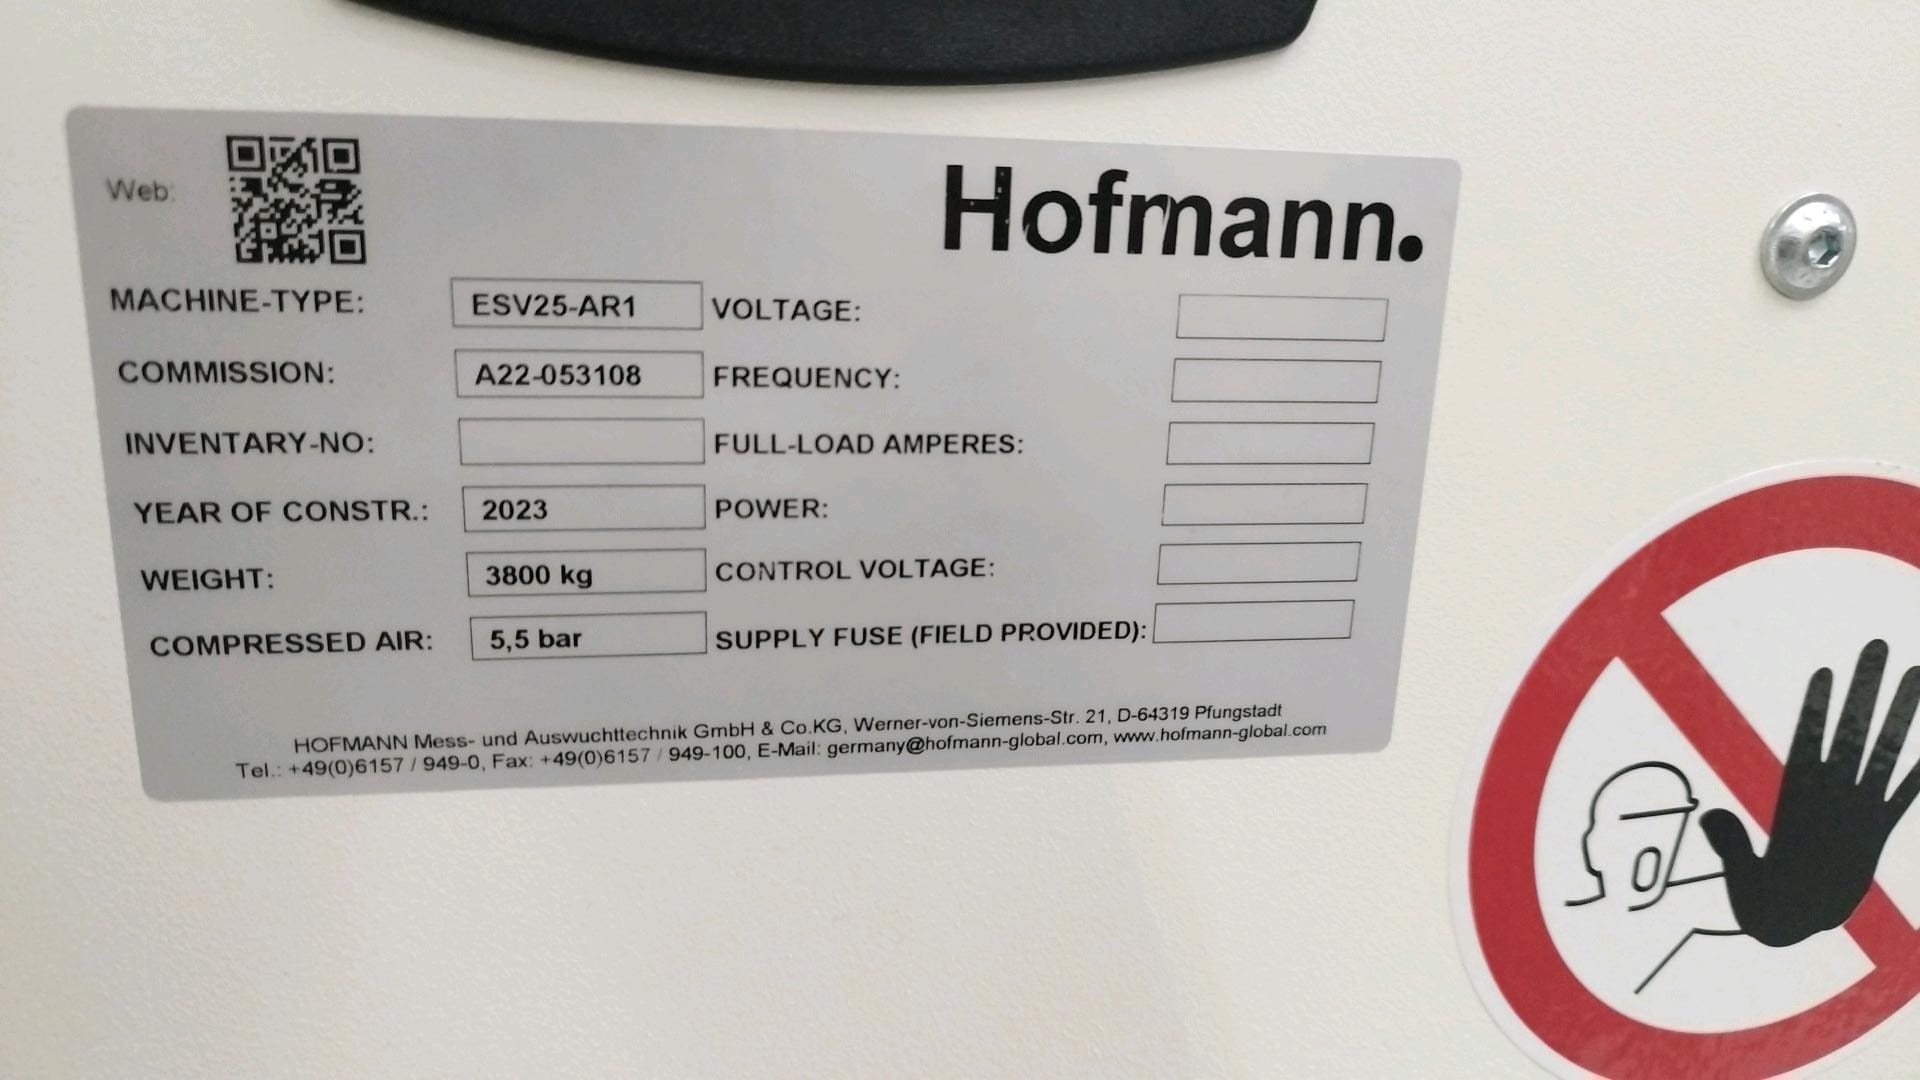 Web:
Hofmann.
MACHINE-TYPE: ESV25-AR1 VOLTAGE:
COMMISSION: A22-053108 FREQUENCY:
INVENTARY-NO: FULL-LOAD AMPERES:
YEAR OF CONSTR.: 2023 POWER:
WEIGHT: 3800 kg CONTROL VOLTAGE:
COMPRESSED AIR: 5,5 bar SUPPLY FUSE (FIELD PROVIDED):
HOFMANN Mess- und Auswuchttechnik GmbH & Co.KG, Werner-von-Siemens-Str. 21, D-64319 Pfungstadt
Tel.: +49(0)6157 / 949-0, Fax: +49(0)6157 / 949-100, E-Mail: germany@hofmann-global.com, www.hofmann-global.com